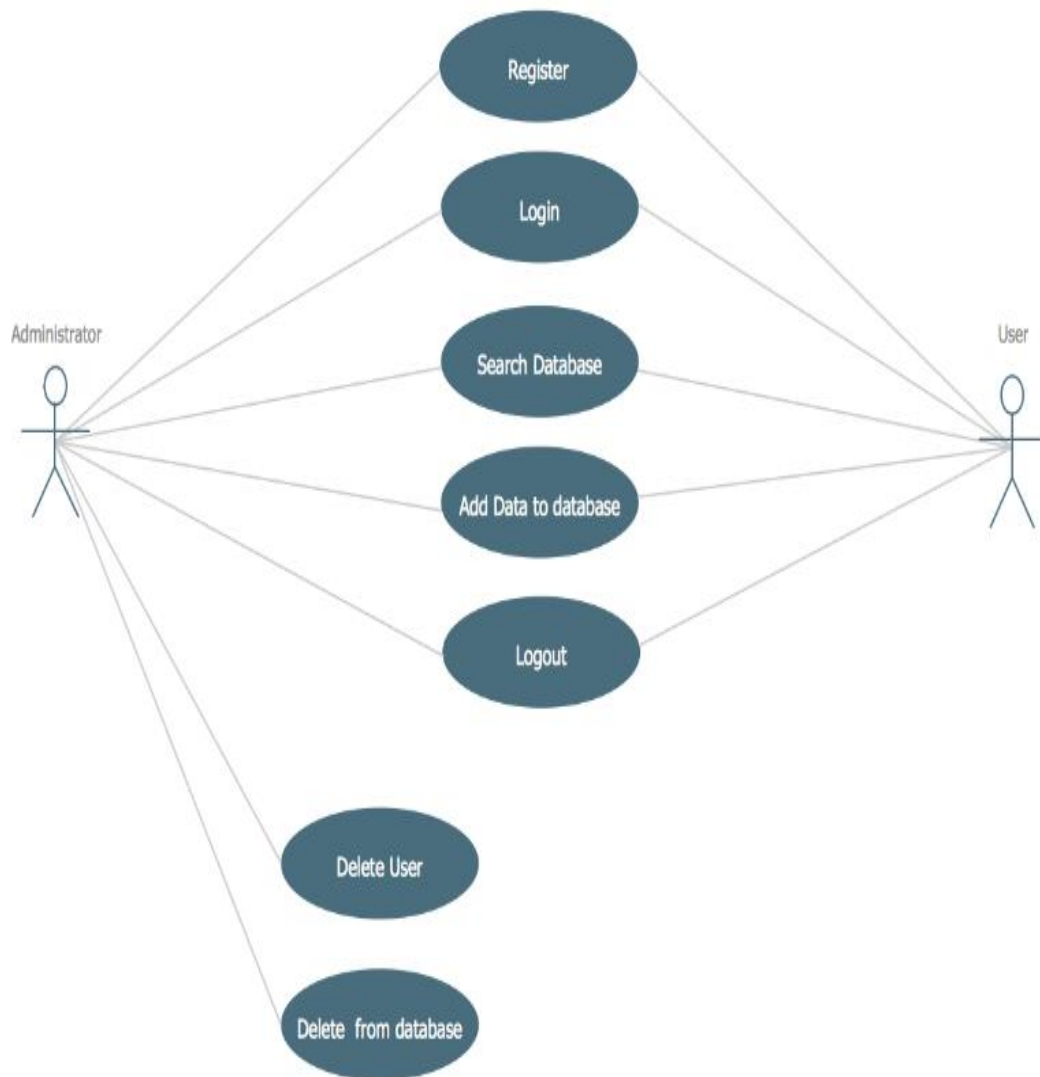 Register
Login
Administrator
User
Search Database
Add Data to database
Logout
Delete User
Delete from database